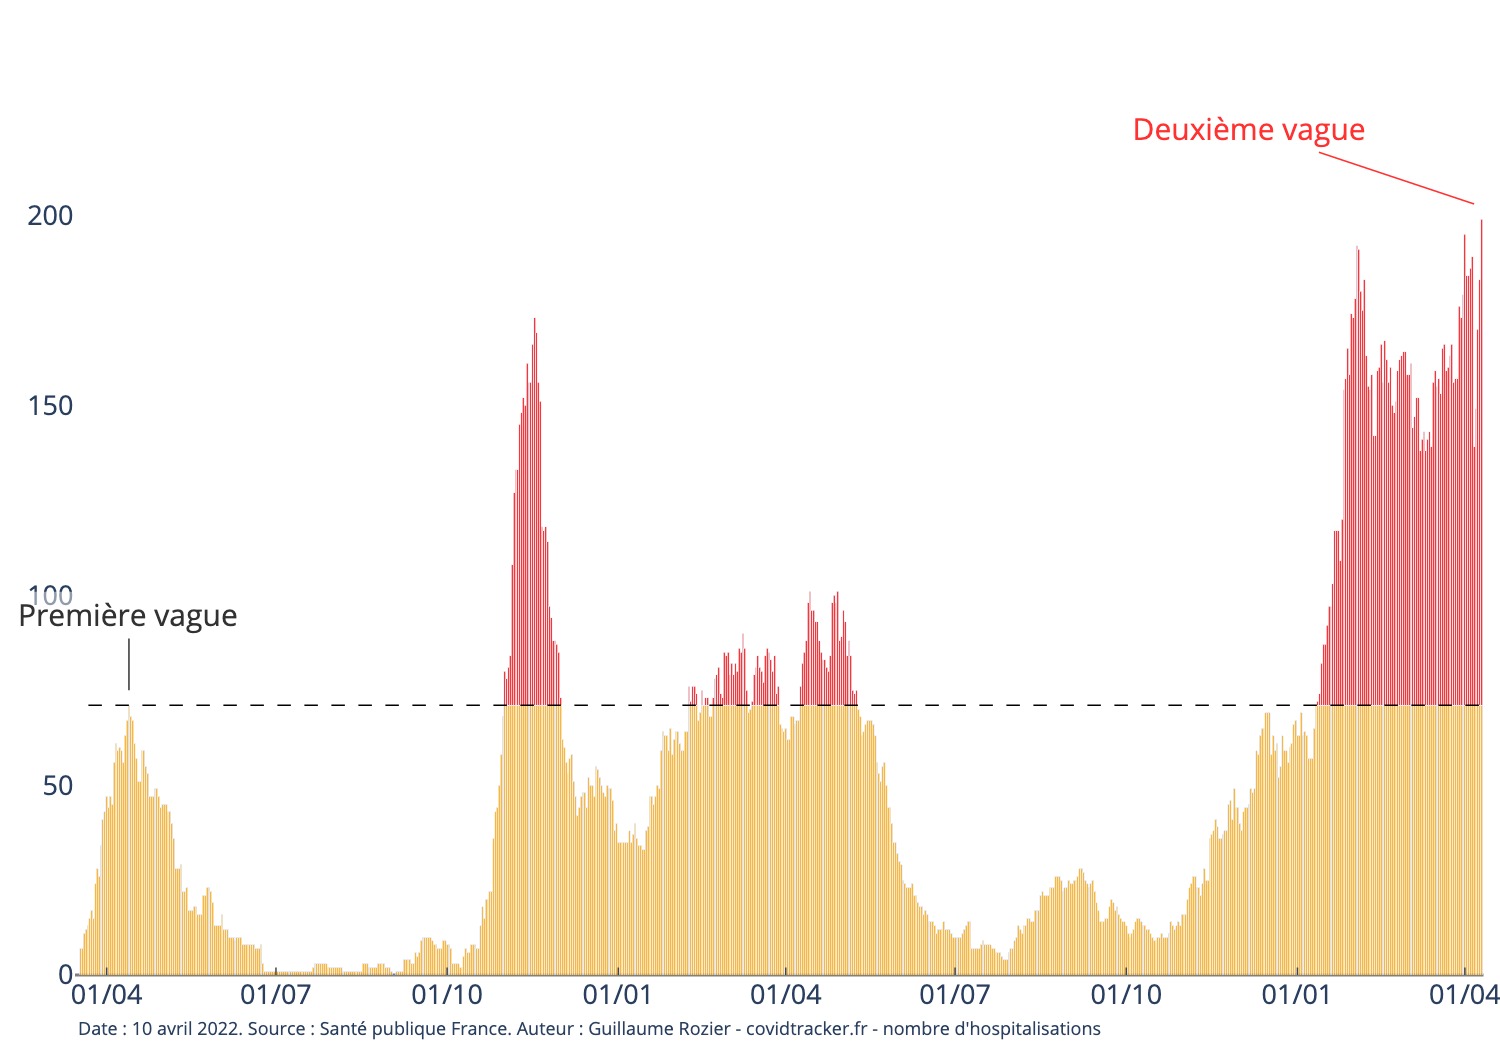 Deuxième vague
200
150
100
Première vague
50
0
01/04 01/07 01/10 01/01 01/04 01/07 01/10 01/01 01/04
Date : 10 avril 2022. Source : Santé publique France. Auteur : Guillaume Rozier - covidtracker.fr - nombre d'hospitalisations